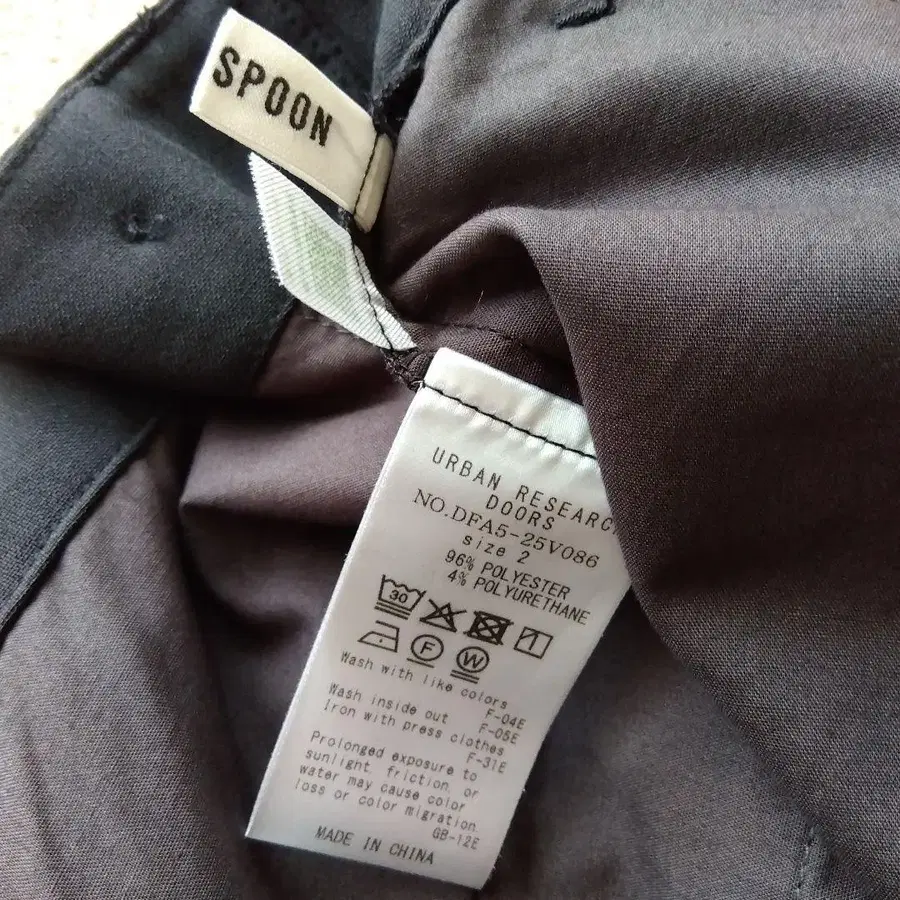 SPOON
URBAN RESEARC
DOORS
NO.DFA5-25V086
size 2
96% POLYESTER
4% POLYURETHANE
30
F W
Wash with like colors
F-04E
Wash inside out
F-05E
Iron with press clothes
F-31E
Prolonged exposure to
sunlight, friction, or
water may cause color
loss or color migration.
GB-12E
MADE IN CHINA